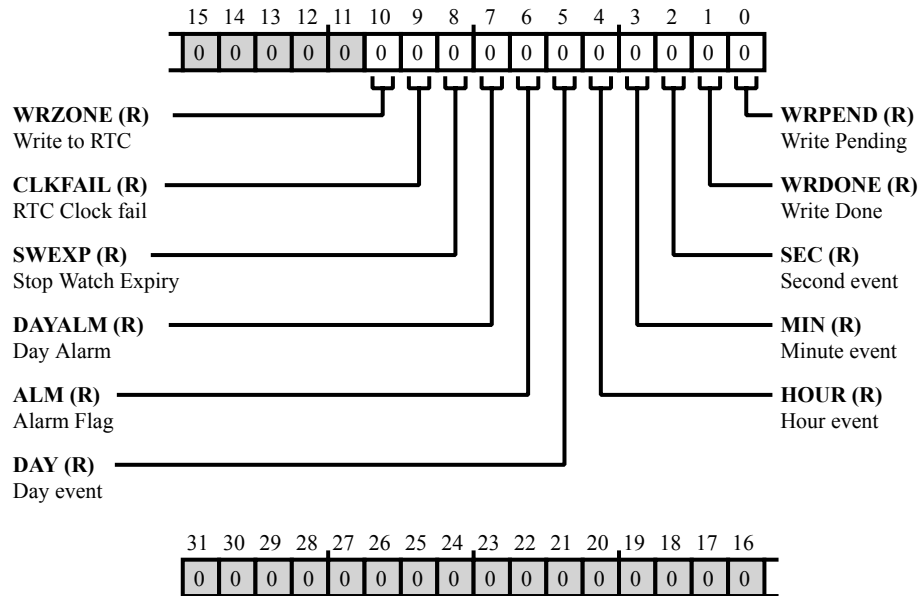 15 14 13 12 11 10 9 8 7 6 5 4 3 2 1 0
0 0 0 0 0 0 0 0 0 0 0 0 0 0 0 0
WRZONE (R)
Write to RTC
CLKFAIL (R)
RTC Clock fail
SWEXP (R)
Stop Watch Expiry
DAYALM (R)
Day Alarm
ALM (R)
Alarm Flag
DAY (R)
Day event
WRPEND (R)
Write Pending
WRDONE (R)
Write Done
SEC (R)
Second event
MIN (R)
Minute event
HOUR (R)
Hour event
31 30 29 28 27 26 25 24 23 22 21 20 19 18 17 16
0 0 0 0 0 0 0 0 0 0 0 0 0 0 0 0